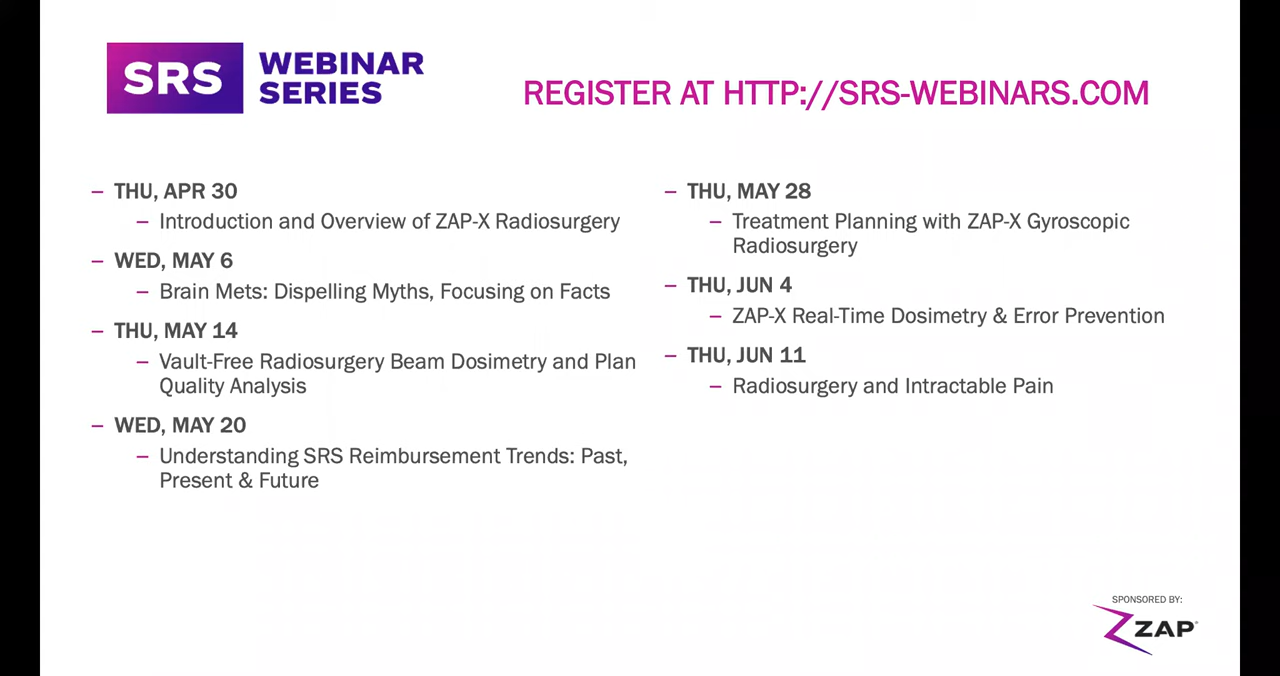 SRS
WEBINAR
SERIES
REGISTER AT HTTP://SRS-WEBINARS.COM
– THU, APR 30
– Introduction and Overview of ZAP-X Radiosurgery
– WED, MAY 6
– Brain Mets: Dispelling Myths, Focusing on Facts
– THU, MAY 14
– Vault-Free Radiosurgery Beam Dosimetry and Plan
Quality Analysis
– WED, MAY 20
– Understanding SRS Reimbursement Trends: Past,
Present & Future
– THU, MAY 28
– Treatment Planning with ZAP-X Gyroscopic
Radiosurgery
– THU, JUN 4
– ZAP-X Real-Time Dosimetry & Error Prevention
– THU, JUN 11
– Radiosurgery and Intractable Pain
SPONSORED BY:
ZAP®